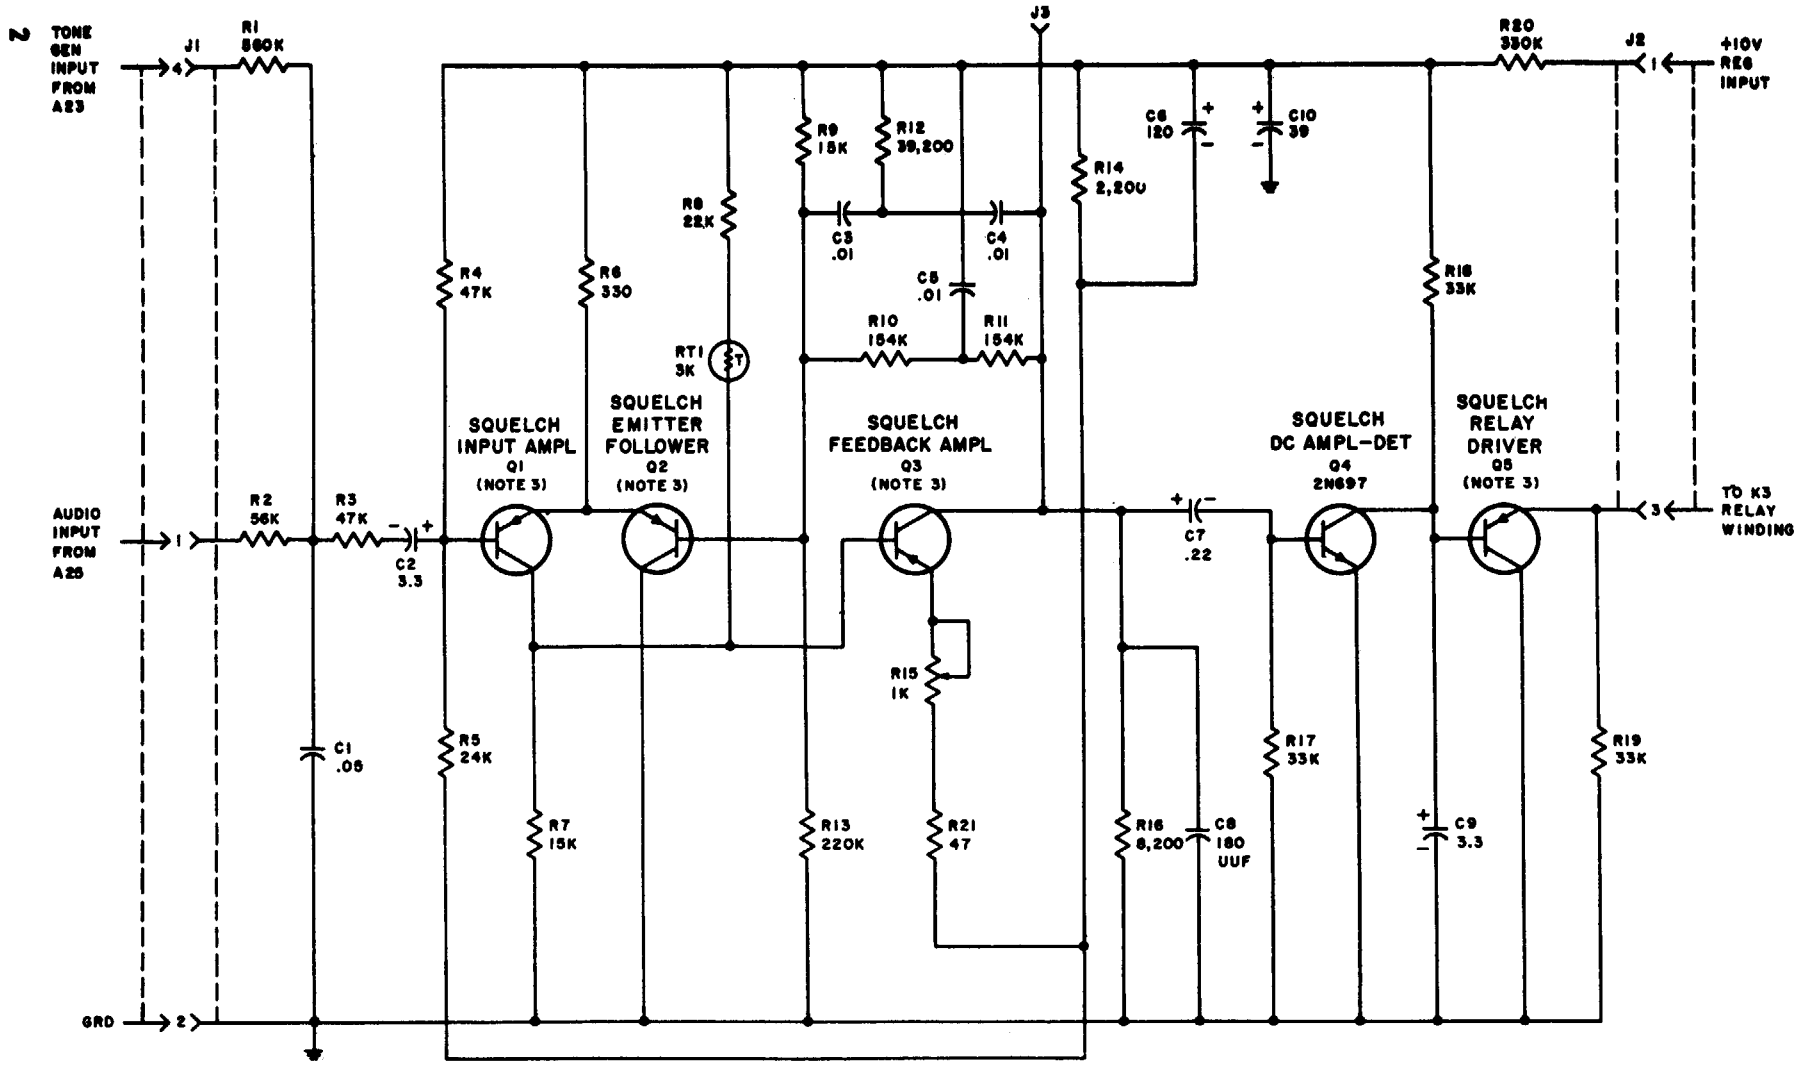 2
TONE
GEN
INPUT
FROM
A23
J1
4
R1
560K
J3
R20
330K
J2
1
+10V
REG
INPUT
R9
15K
R12
39,200
C6
120
+
-
+
C10
39
-
R14
2,200
R8
22K
C3
.01
C4
.01
R4
47K
R6
330
C5
.01
R18
33K
R10
154K
R11
154K
RT1
3K
T
SQUELCH
INPUT AMPL
Q1
(NOTE 3)
SQUELCH
EMITTER
FOLLOWER
Q2
(NOTE 3)
SQUELCH
FEEDBACK AMPL
Q3
(NOTE 3)
SQUELCH
DC AMPL-DET
Q4
2N697
SQUELCH
RELAY
DRIVER
Q5
(NOTE 3)
AUDIO
INPUT
FROM
A25
1
R2
56K
R3
47K
- +
C2
3.3
+ -
C7
.22
3
TO K3
RELAY
WINDING
R15
1K
C1
.05
R5
24K
R17
33K
R19
33K
R7
15K
R13
220K
R21
47
R16
8,200
C8
180
UUF
+
-
C9
3.3
GRD
2